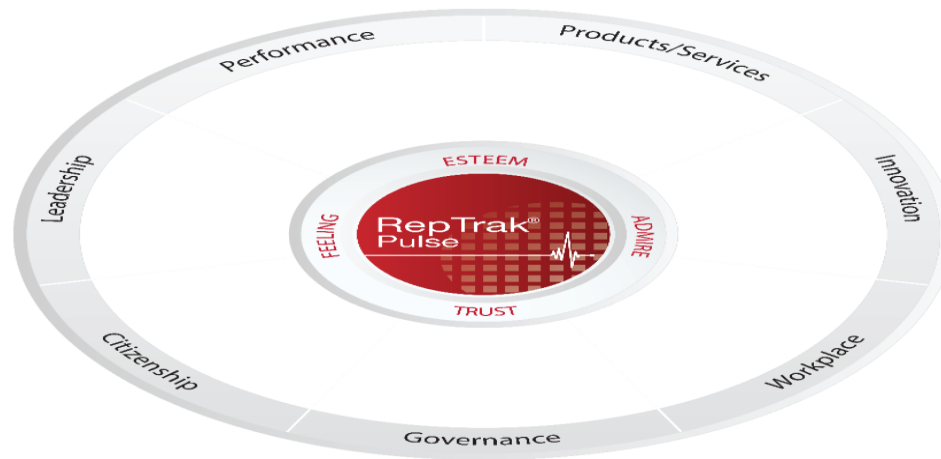 Performance
Products/Services
Leadership
Innovation
ESTEEM
FEELING
RepTrak®
Pulse
ADMIRE
TRUST
Citizenship
Workplace
Governance